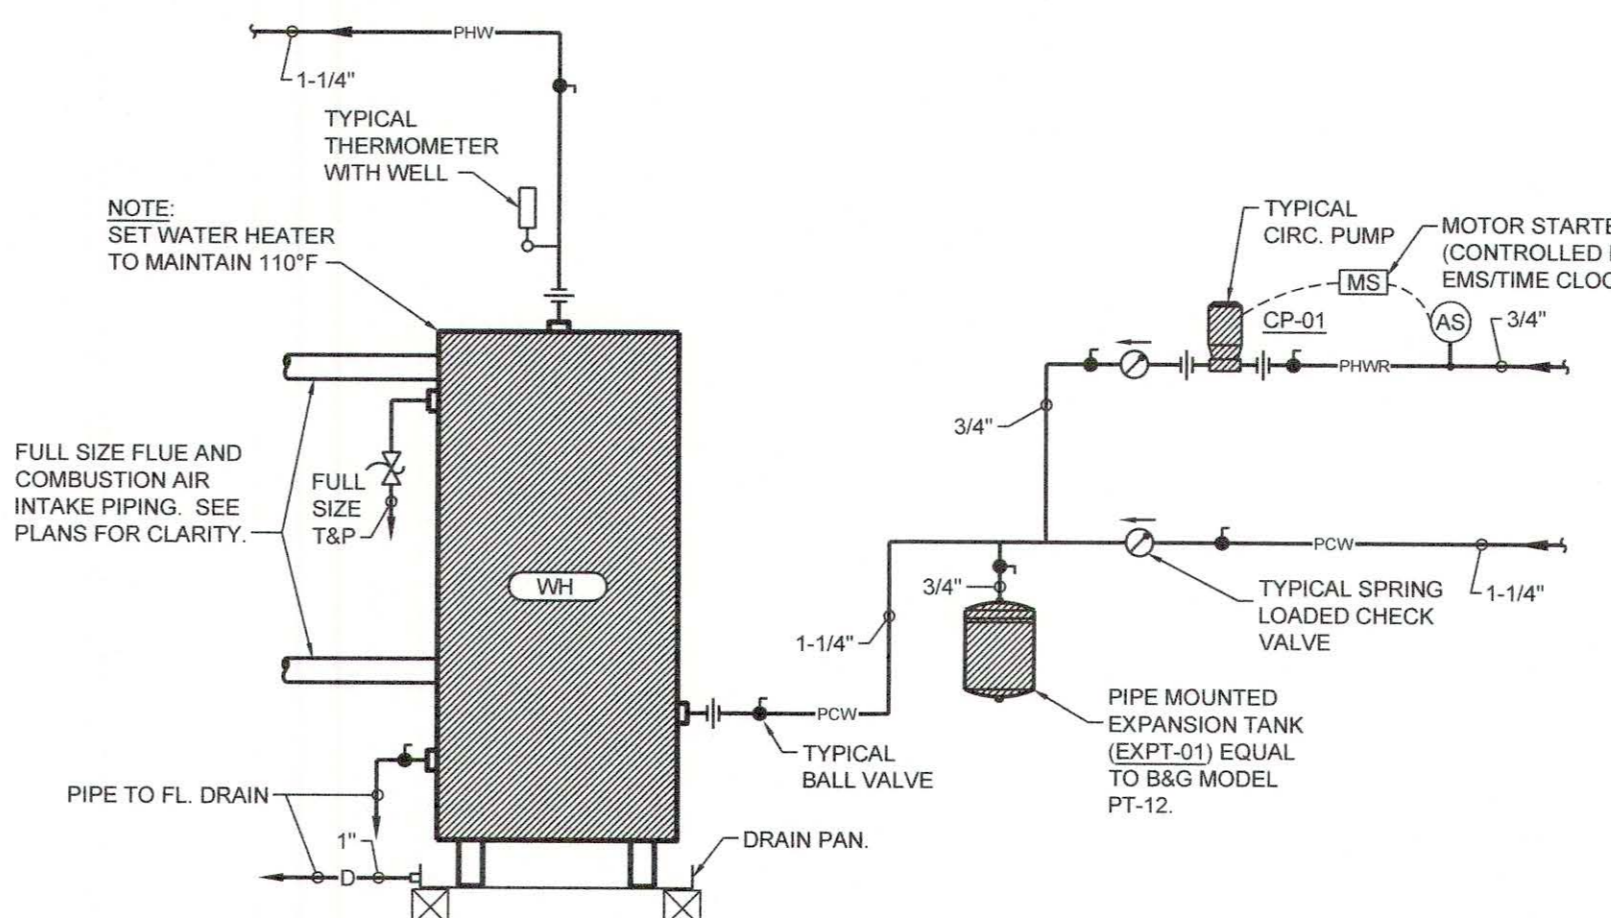 PHW
1-1/4"
TYPICAL
THERMOMETER
WITH WELL
NOTE:
SET WATER HEATER
TO MAINTAIN 110°F
FULL SIZE FLUE AND
COMBUSTION AIR
INTAKE PIPING. SEE
PLANS FOR CLARITY.
FULL
SIZE
T&P
WH
PIPE TO FL. DRAIN
1"
D
DRAIN PAN.
TYPICAL
CIRC. PUMP
MOTOR STARTE
(CONTROLLED
EMS/TIME CLOC
MS
CP-01
AS
3/4"
PHWR
3/4"
PCW
1-1/4"
TYPICAL SPRING
LOADED CHECK
VALVE
3/4"
1-1/4"
PCW
TYPICAL
BALL VALVE
PIPE MOUNTED
EXPANSION TANK
(EXPT-01) EQUAL
TO B&G MODEL
PT-12.